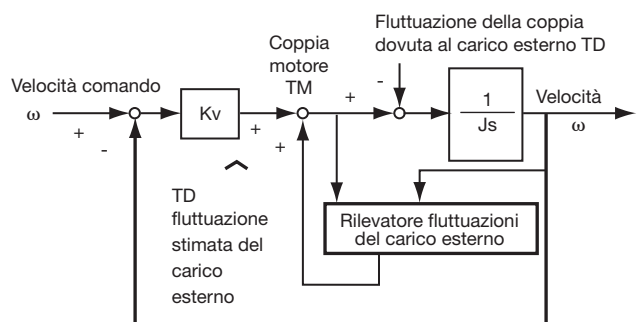 Fluttuazione della coppia
dovuta al carico esterno TD
Coppia
motore
TM
Velocità comando
ω
+
-
Kv
+
+
+
-
1
Js
Velocità
ω
TD
fluttuazione
stimata del
carico
esterno
Rilevatore fluttuazioni
del carico esterno